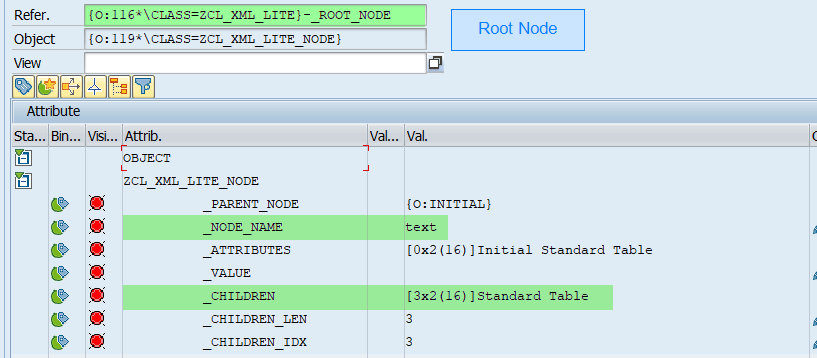 Refer. {O:116*\CLASS=ZCL_XML_LITE}-_ROOT_NODE
Root Node
Object {O:119*\CLASS=ZCL_XML_LITE_NODE}
View
Attribute
Sta... Bin... Visi... Attrib. Val... Val.
OBJECT
ZCL_XML_LITE_NODE
_PARENT_NODE {O:INITIAL}
_NODE_NAME text
_ATTRIBUTES [0x2(16)]Initial Standard Table
_VALUE
_CHILDREN [3x2(16)]Standard Table
_CHILDREN_LEN 3
_CHILDREN_IDX 3